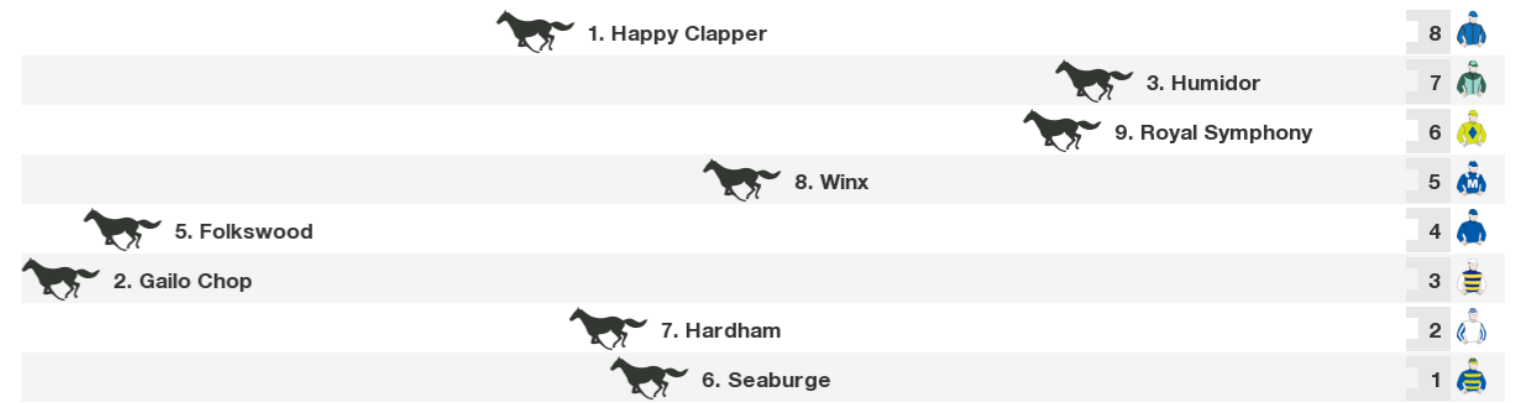 1. Happy Clapper 8
3. Humidor 7
9. Royal Symphony 6
8. Winx 5 M
5. Folkswood 4
2. Gailo Chop 3
7. Hardham 2
6. Seaburge 1